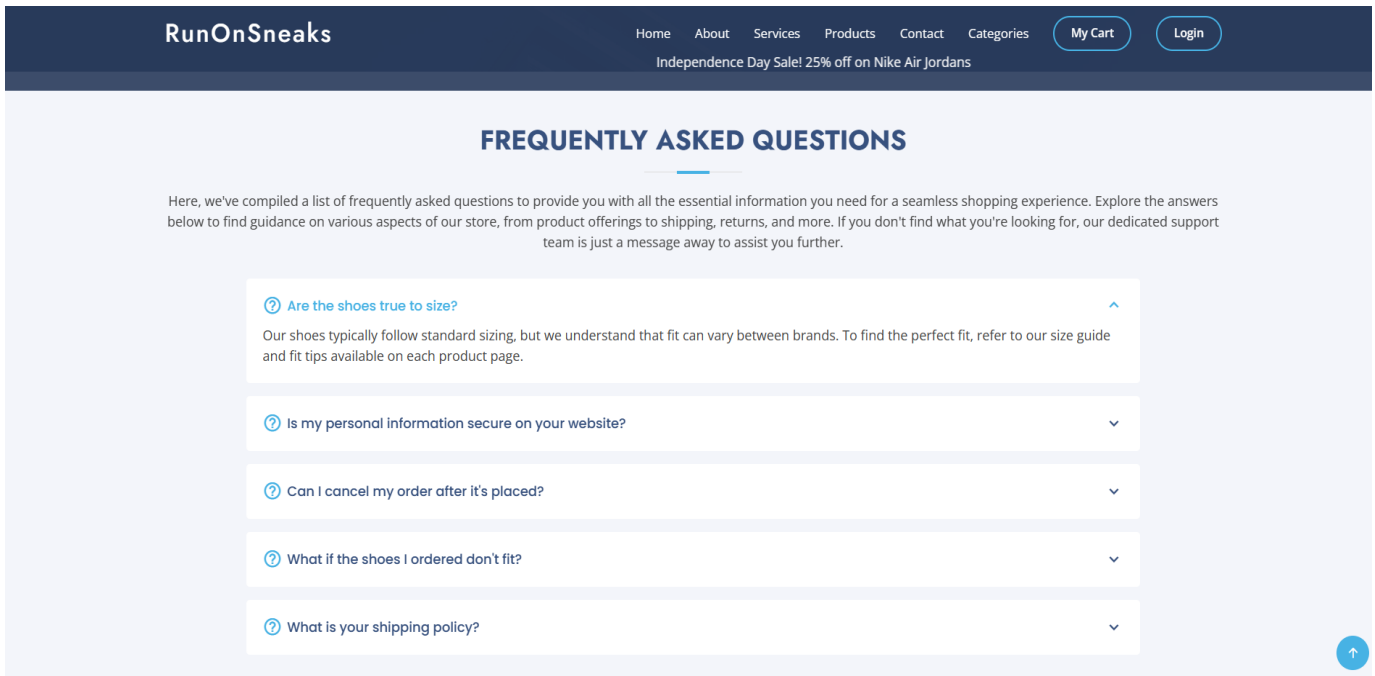 RunOnSneaks
Home About Services Products Contact Categories My Cart Login
Independence Day Sale! 25% off on Nike Air Jordans
FREQUENTLY ASKED QUESTIONS
Here, we've compiled a list of frequently asked questions to provide you with all the essential information you need for a seamless shopping experience. Explore the answers
below to find guidance on various aspects of our store, from product offerings to shipping, returns, and more. If you don't find what you're looking for, our dedicated support
team is just a message away to assist you further.
Are the shoes true to size?
Our shoes typically follow standard sizing, but we understand that fit can vary between brands. To find the perfect fit, refer to our size guide
and fit tips available on each product page.
Is my personal information secure on your website?
Can I cancel my order after it's placed?
What if the shoes I ordered don't fit?
What is your shipping policy?